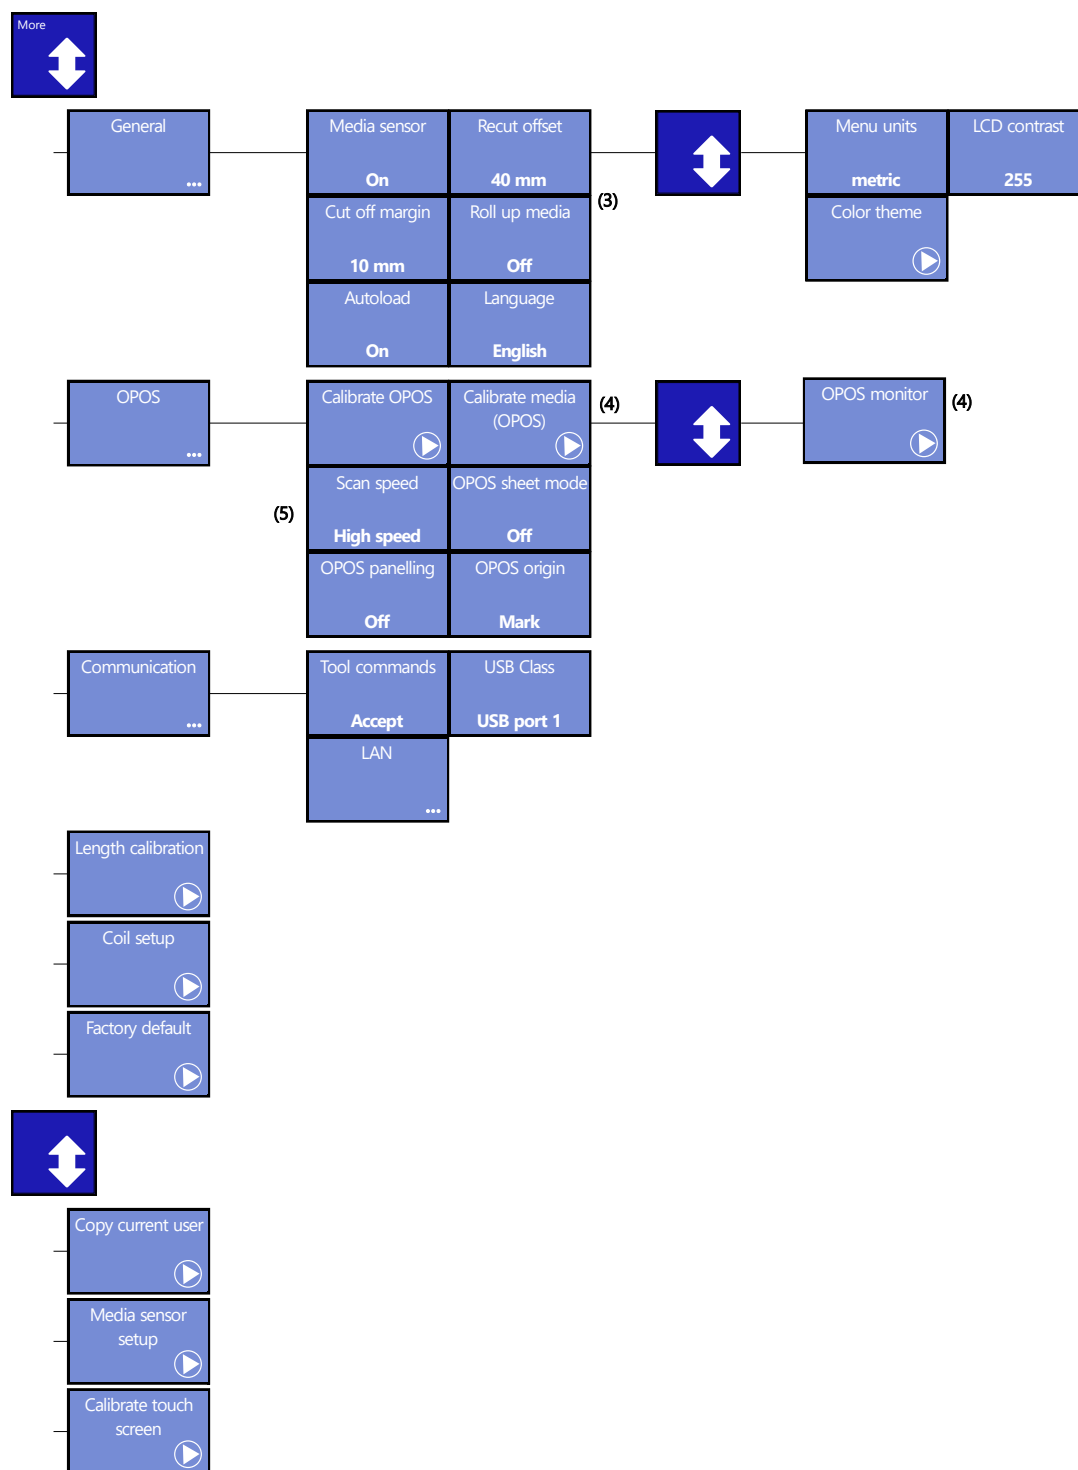 More
General
...
Media sensor
On
Recut offset
40 mm
Menu units
metric
LCD contrast
255
(3)
Cut off margin
10 mm
Roll up media
Off
Color theme
Autoload
On
Language
English
OPOS
...
Calibrate OPOS
Calibrate media
(OPOS)
(4)
OPOS monitor
(4)
(5)
Scan speed
High speed
OPOS sheet mode
Off
OPOS panelling
Off
OPOS origin
Mark
Communication
...
Tool commands
Accept
USB Class
USB port 1
LAN
...
Length calibration
Coil setup
Factory default
Copy current user
Media sensor
setup
Calibrate touch
screen